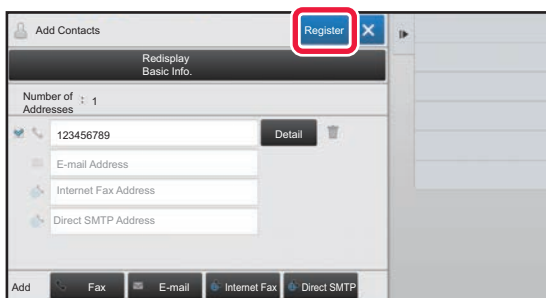 Add Contacts
Register
Redisplay
Basic Info.
Number of
Addresses : 1
123456789
Detail
E-mail Address
Internet Fax Address
Direct SMTP Address
Add
Fax
E-mail
Internet Fax
Direct SMTP